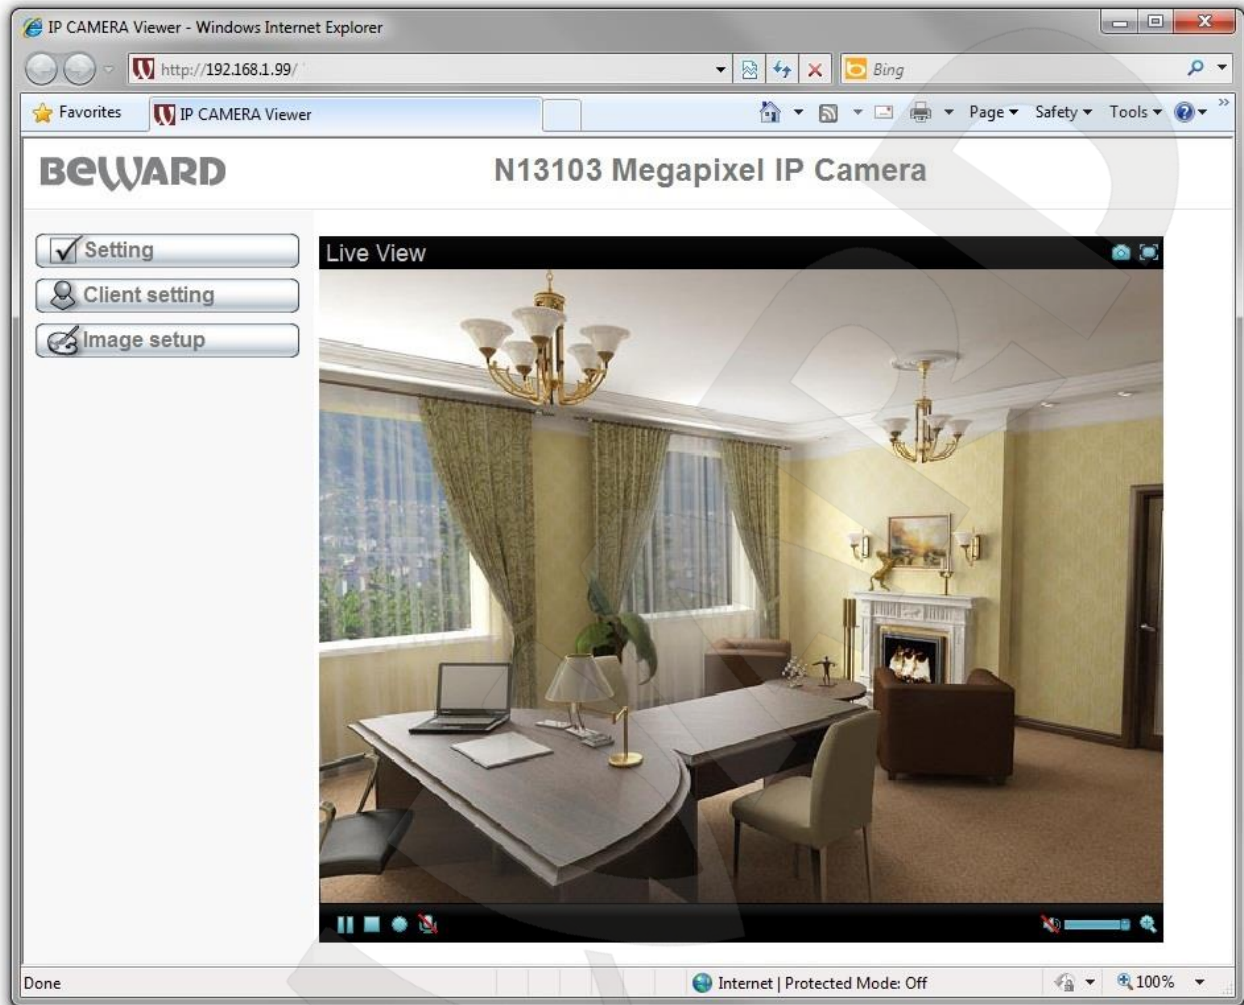 IP CAMERA Viewer - Windows Internet Explorer
http://192.168.1.99/
Bing
Favorites
IP CAMERA Viewer
Page
Safety
Tools
BEWARD
N13103 Megapixel IP Camera
Setting
Client setting
Image setup
Live View
Done
Internet | Protected Mode: Off
100%